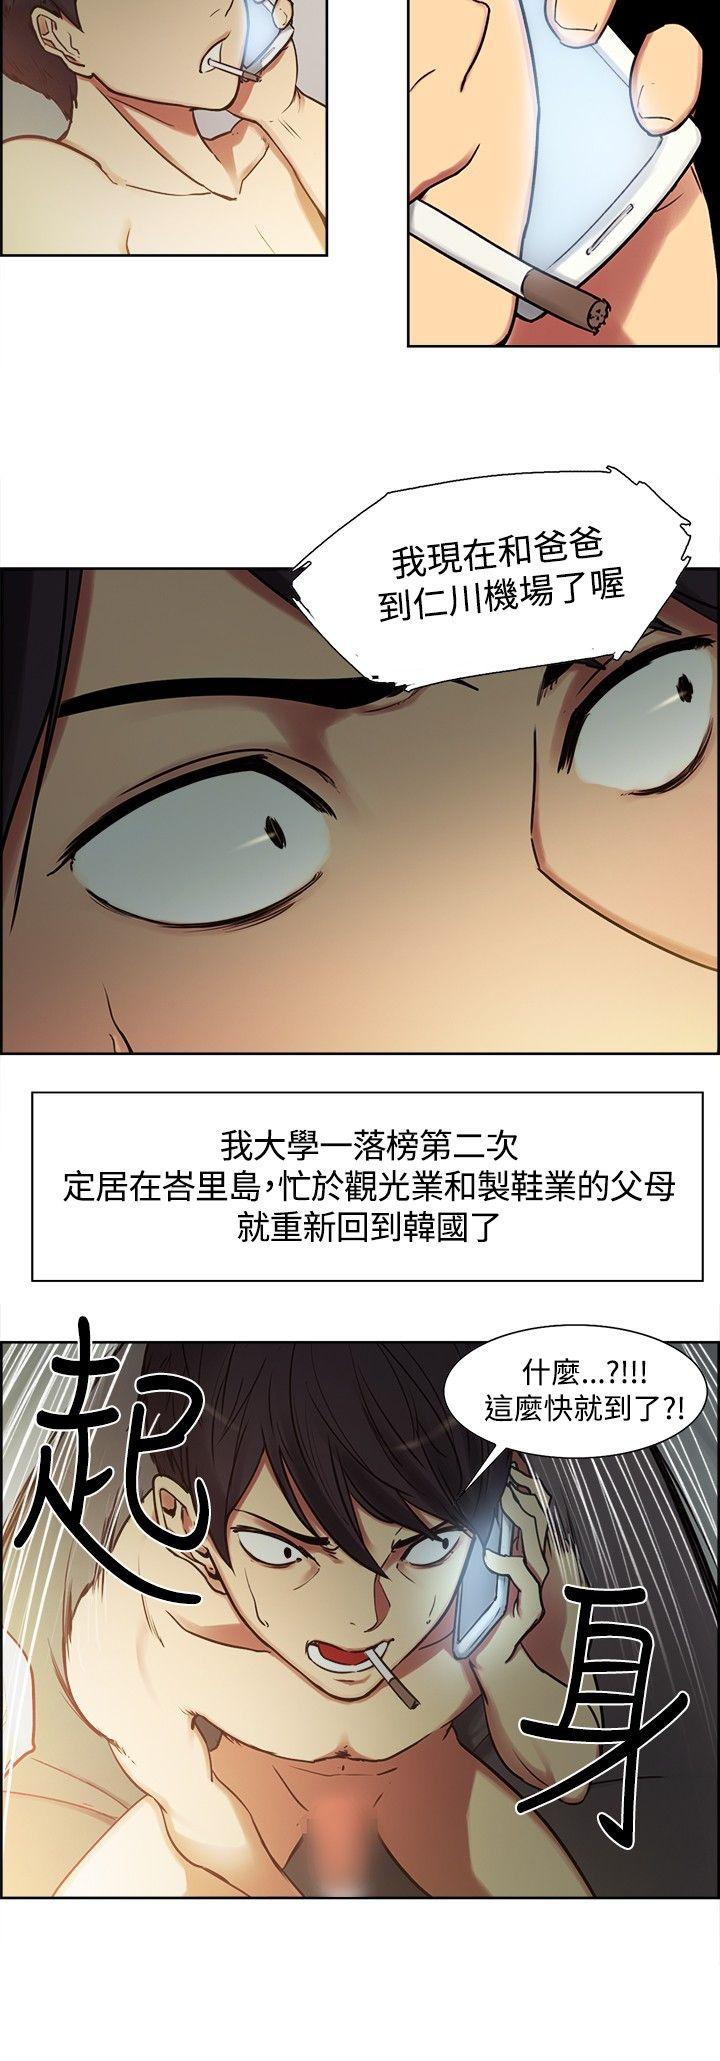 我現在和爸爸
到仁川機場了喔
我大學一落榜第二次
定居在峇里島，忙於觀光業和製鞋業的父母
就重新回到韓國了
什麼...?!!!
這麼快就到了?!
起
身